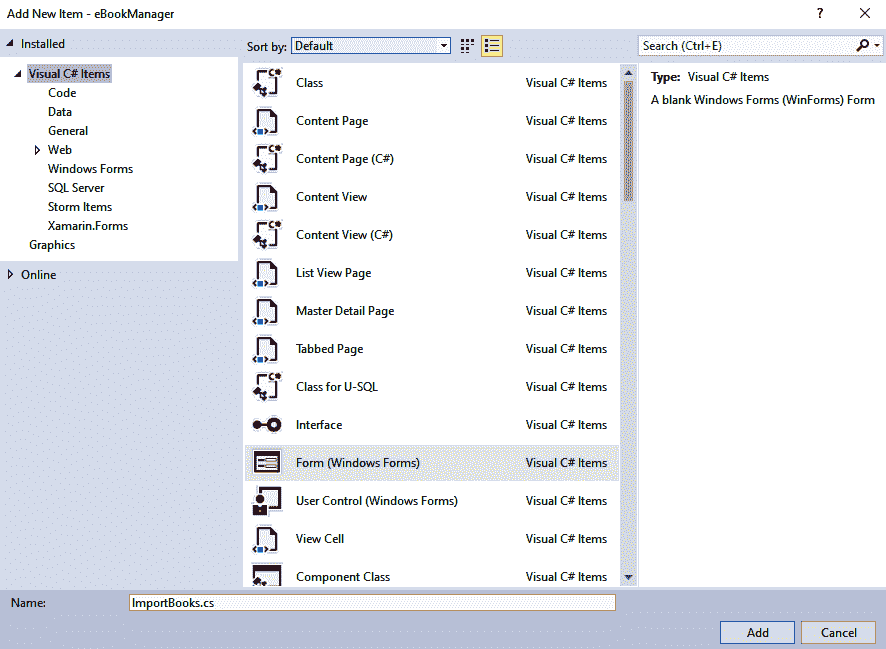 Add New Item - eBookManager
?
Installed
Sort by: Default
Search (Ctrl+E)
Visual C# Items
Code
Data
General
Web
Windows Forms
SQL Server
Storm Items
Xamarin.Forms
Graphics
Online
Class Visual C# Items
Content Page Visual C# Items
Content Page (C#) Visual C# Items
Content View Visual C# Items
Content View (C#) Visual C# Items
List View Page Visual C# Items
Master Detail Page Visual C# Items
Tabbed Page Visual C# Items
Class for U-SQL Visual C# Items
Interface Visual C# Items
Form (Windows Forms) Visual C# Items
User Control (Windows Forms) Visual C# Items
View Cell Visual C# Items
Component Class Visual C# Items
Type: Visual C# Items
A blank Windows Forms (WinForms) Form
Name: ImportBooks.cs
Add Cancel